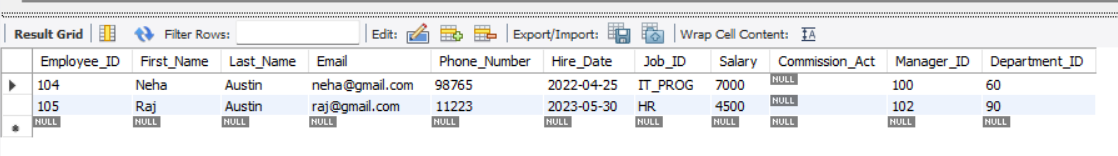 Result Grid Filter Rows: Edit: Export/Import: Wrap Cell Content: IA
Employee_ID First_Name Last_Name Email Phone_Number Hire_Date Job_ID Salary Commission_Act Manager_ID Department_ID
104 Neha Austin neha@gmail.com 98765 2022-04-25 IT_PROG 7000 NULL 100 60
105 Raj Austin raj@gmail.com 11223 2023-05-30 HR 4500 NULL 102 90
NULL NULL NULL NULL NULL NULL NULL NULL NULL NULL NULL